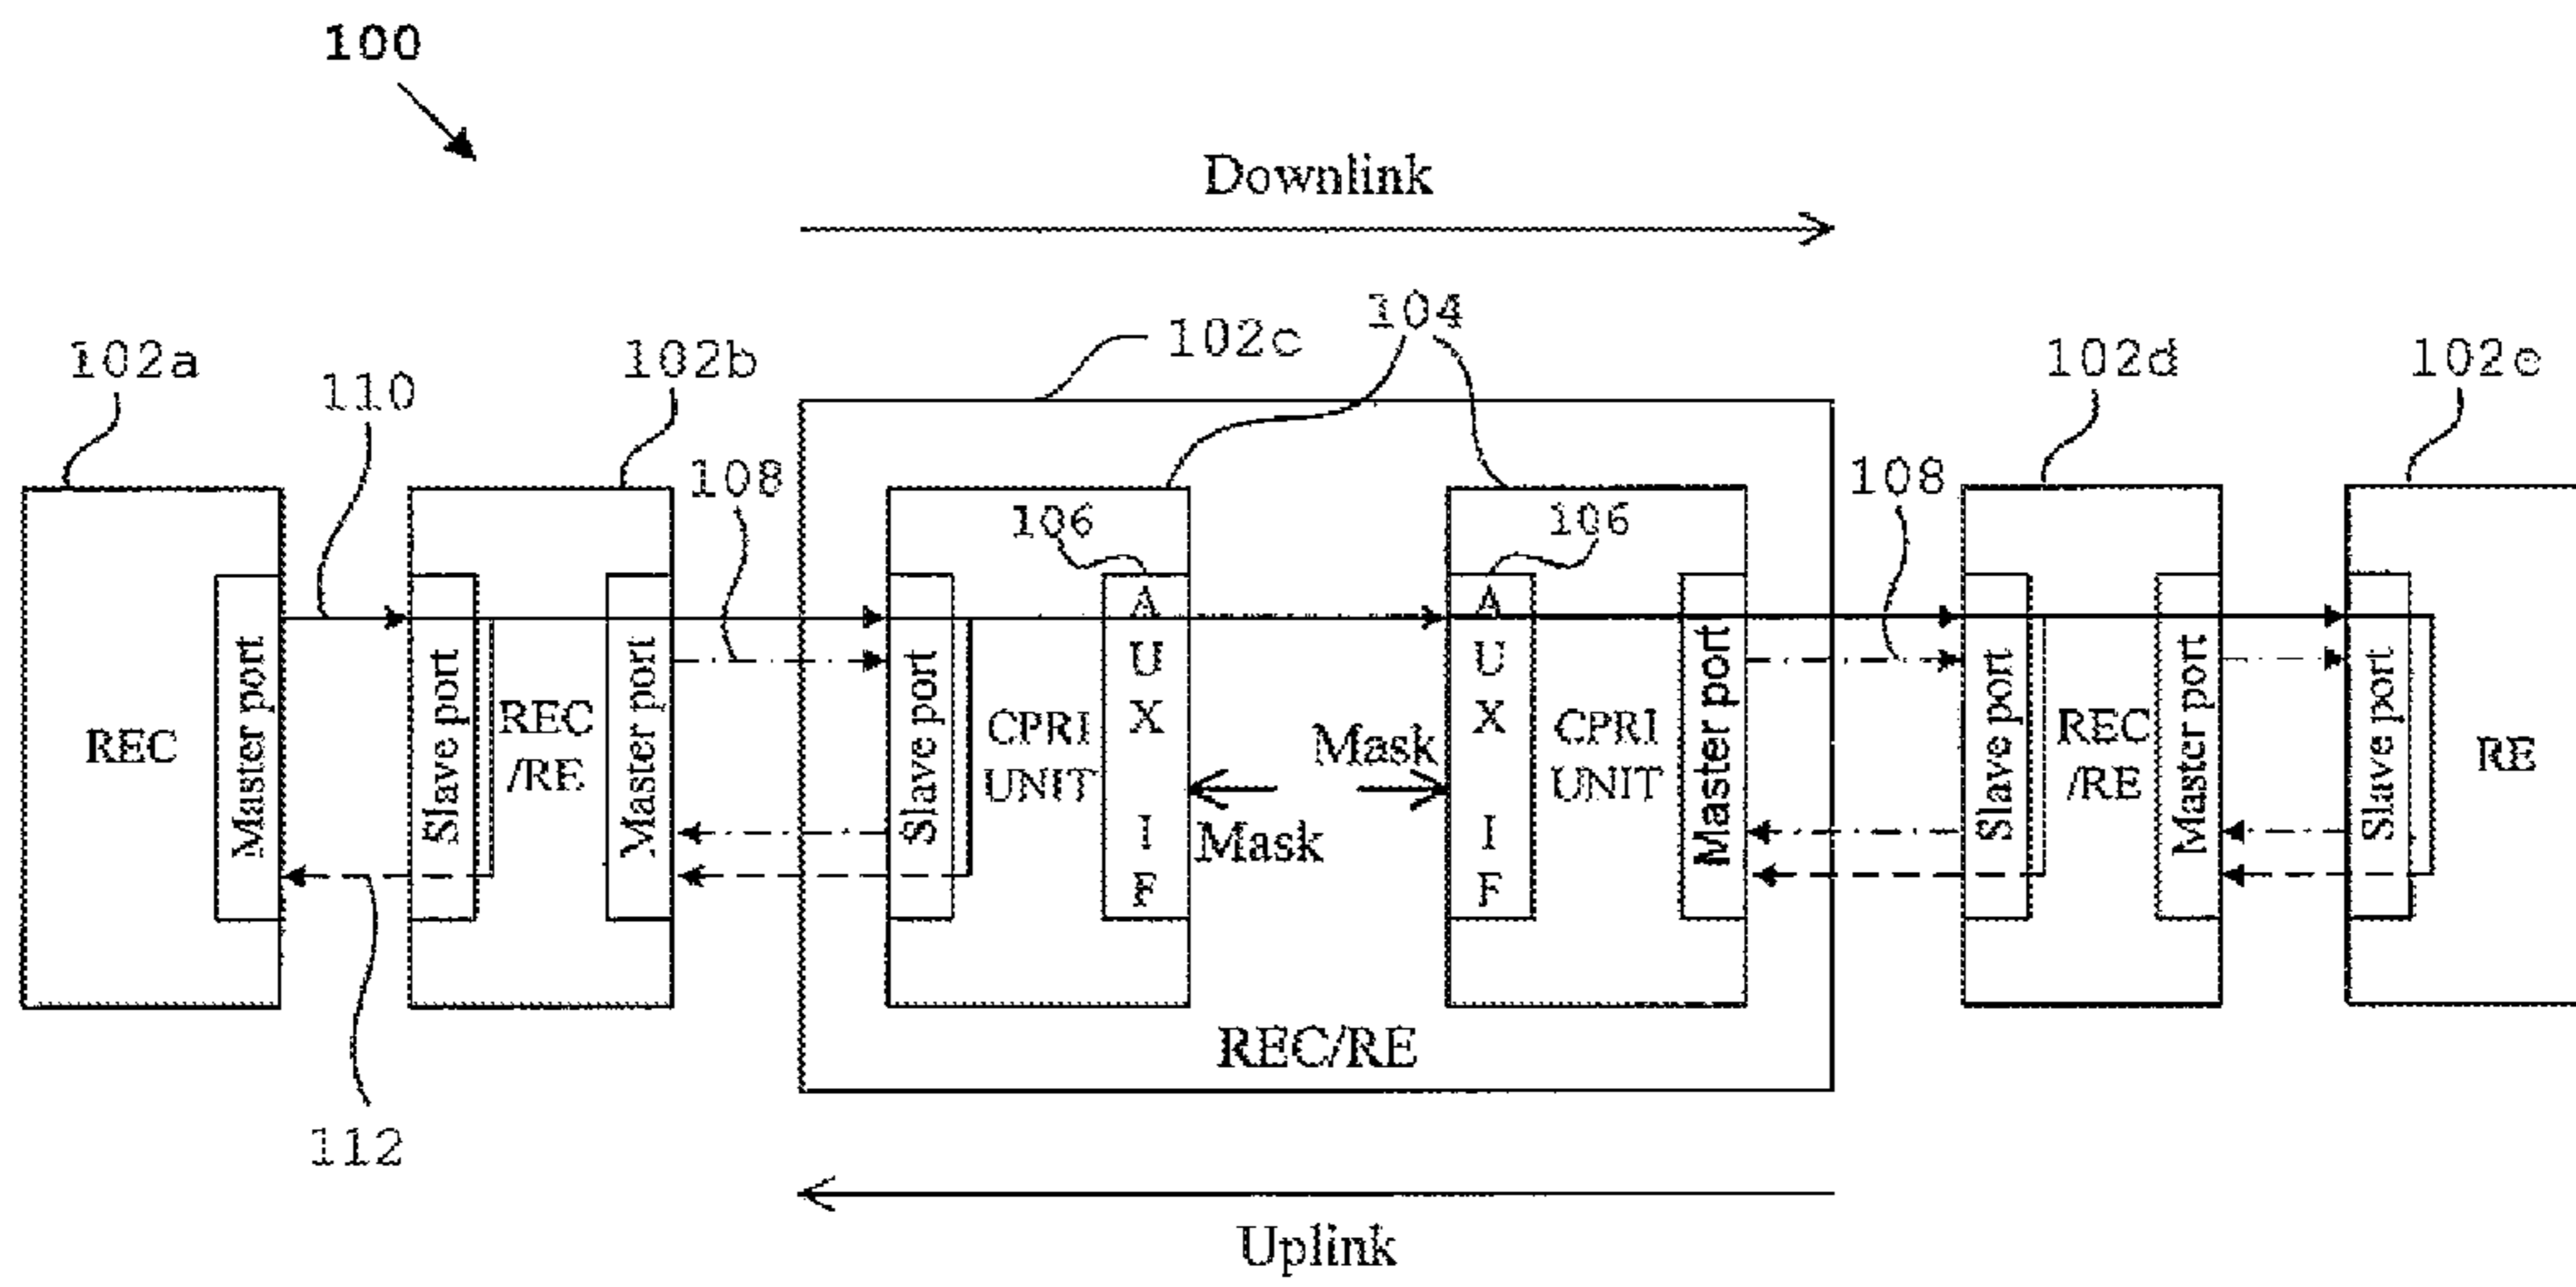 100
Downlink
102a
110
102b
108
102c
104
108
102d
102e
106
106
REC
Master port
Slave port
REC
/RE
Master port
Slave port
CPRI
UNIT
A
U
X
I
F
Mask
Mask
A
U
X
I
F
CPRI
UNIT
Master port
Slave port
REC
/RE
Master port
Slave port
RE
REC/RE
112
Uplink